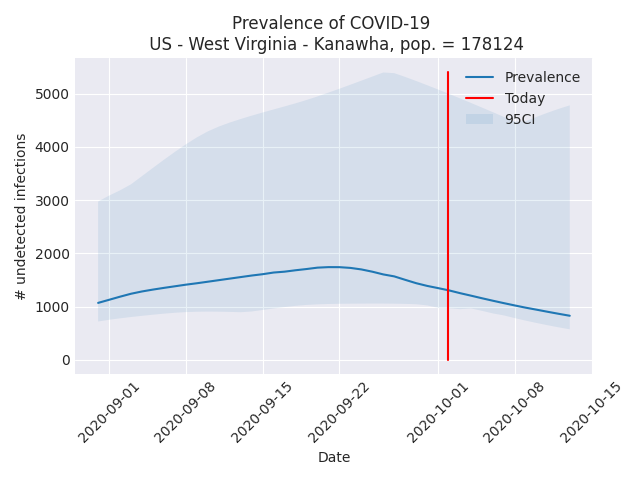 Prevalence of COVID-19
US - West Virginia - Kanawha, pop. = 178124
Prevalence
Today
95CI
# undetected infections
5000
4000
3000
2000
1000
0
2020-09-01
2020-09-08
2020-09-15
2020-09-22
2020-10-01
2020-10-08
2020-10-15
Date